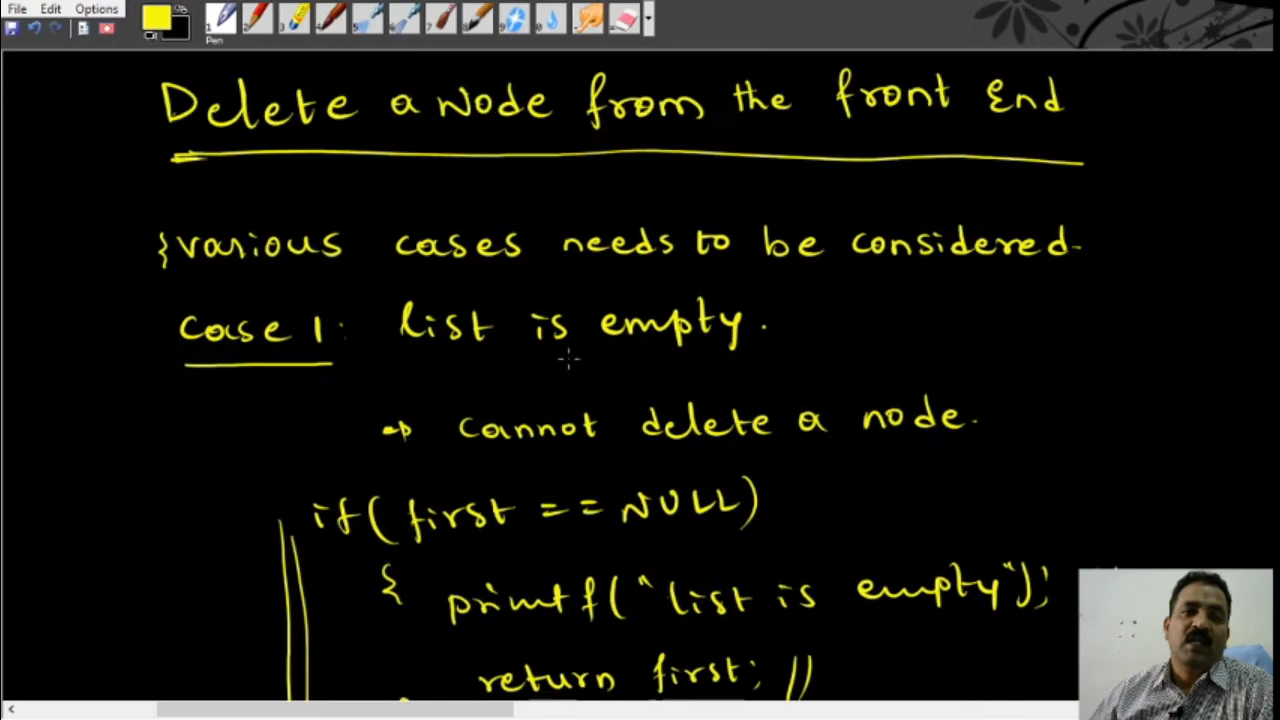 File Edit Options
Pen
Delete a Node from the front End
{various cases needs to be considered.
case 1: list is empty.
⇒ cannot delete a node.
if(first == NULL)
{ printf("list is empty");
return first; //